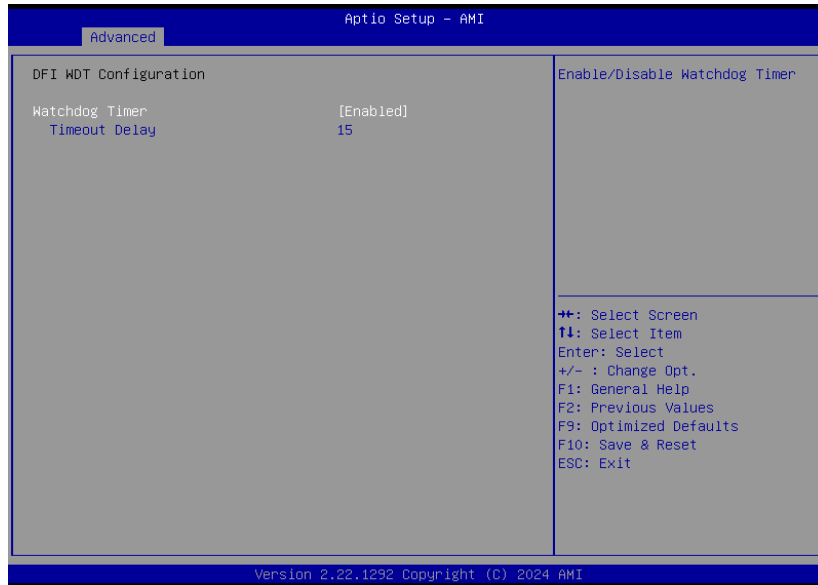 Aptio Setup – AMI
Advanced
DFI WDT Configuration
Watchdog Timer [Enabled]
Timeout Delay 15
Enable/Disable Watchdog Timer
→←: Select Screen
↑↓: Select Item
Enter: Select
+/- : Change Opt.
F1: General Help
F2: Previous Values
F9: Optimized Defaults
F10: Save & Reset
ESC: Exit
Version 2.22.1292 Copyright (C) 2024 AMI